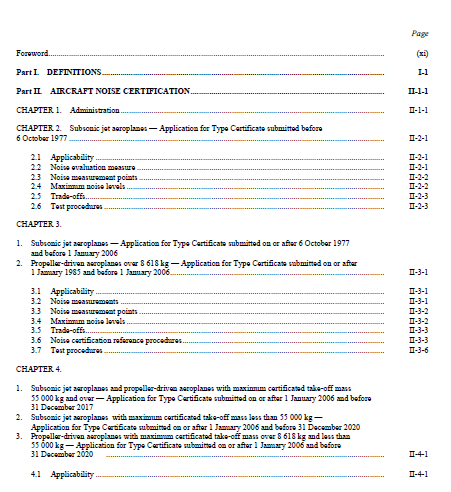 Page
Foreword (xi)
Part I. DEFINITIONS I-1
Part II. AIRCRAFT NOISE CERTIFICATION II-1-1
CHAPTER 1. Administration II-1-1
CHAPTER 2. Subsonic jet aeroplanes — Application for Type Certificate submitted before
6 October 1977 II-2-1
2.1 Applicability II-2-1
2.2 Noise evaluation measure II-2-1
2.3 Noise measurement points II-2-2
2.4 Maximum noise levels II-2-2
2.5 Trade-offs II-2-3
2.6 Test procedures II-2-3
CHAPTER 3.
1. Subsonic jet aeroplanes — Application for Type Certificate submitted on or after 6 October 1977
and before 1 January 2006
2. Propeller-driven aeroplanes over 8 618 kg — Application for Type Certificate submitted on or after
1 January 1985 and before 1 January 2006 II-3-1
3.1 Applicability II-3-1
3.2 Noise measurements II-3-1
3.3 Noise measurement points II-3-2
3.4 Maximum noise levels II-3-2
3.5 Trade-offs II-3-3
3.6 Noise certification reference procedures II-3-3
3.7 Test procedures II-3-6
CHAPTER 4.
1. Subsonic jet aeroplanes and propeller-driven aeroplanes with maximum certificated take-off mass
55 000 kg and over — Application for Type Certificate submitted on or after 1 January 2006 and before
31 December 2017
2. Subsonic jet aeroplanes with maximum certificated take-off mass less than 55 000 kg —
Application for Type Certificate submitted on or after 1 January 2006 and before 31 December 2020
3. Propeller-driven aeroplanes with maximum certificated take-off mass over 8 618 kg and less than
55 000 kg — Application for Type Certificate submitted on or after 1 January 2006 and before
31 December 2020 II-4-1
4.1 Applicability II-4-1